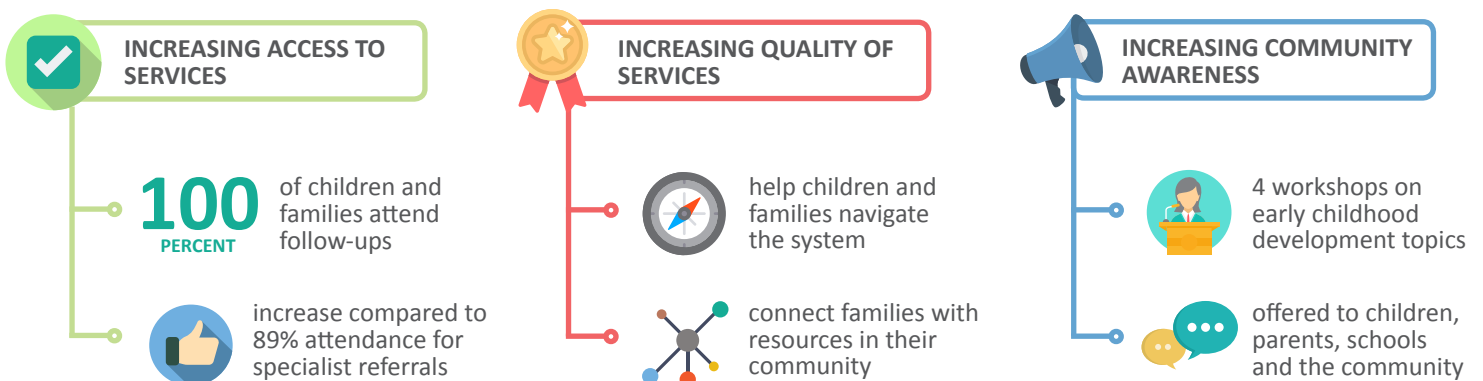 INCREASING ACCESS TO
SERVICES
100
PERCENT
of children and
families attend
follow-ups
increase compared to
89% attendance for
specialist referrals
INCREASING QUALITY OF
SERVICES
help children and
families navigate
the system
connect families with
resources in their
community
INCREASING COMMUNITY
AWARENESS
4 workshops on
early childhood
development topics
offered to children,
parents, schools
and the community